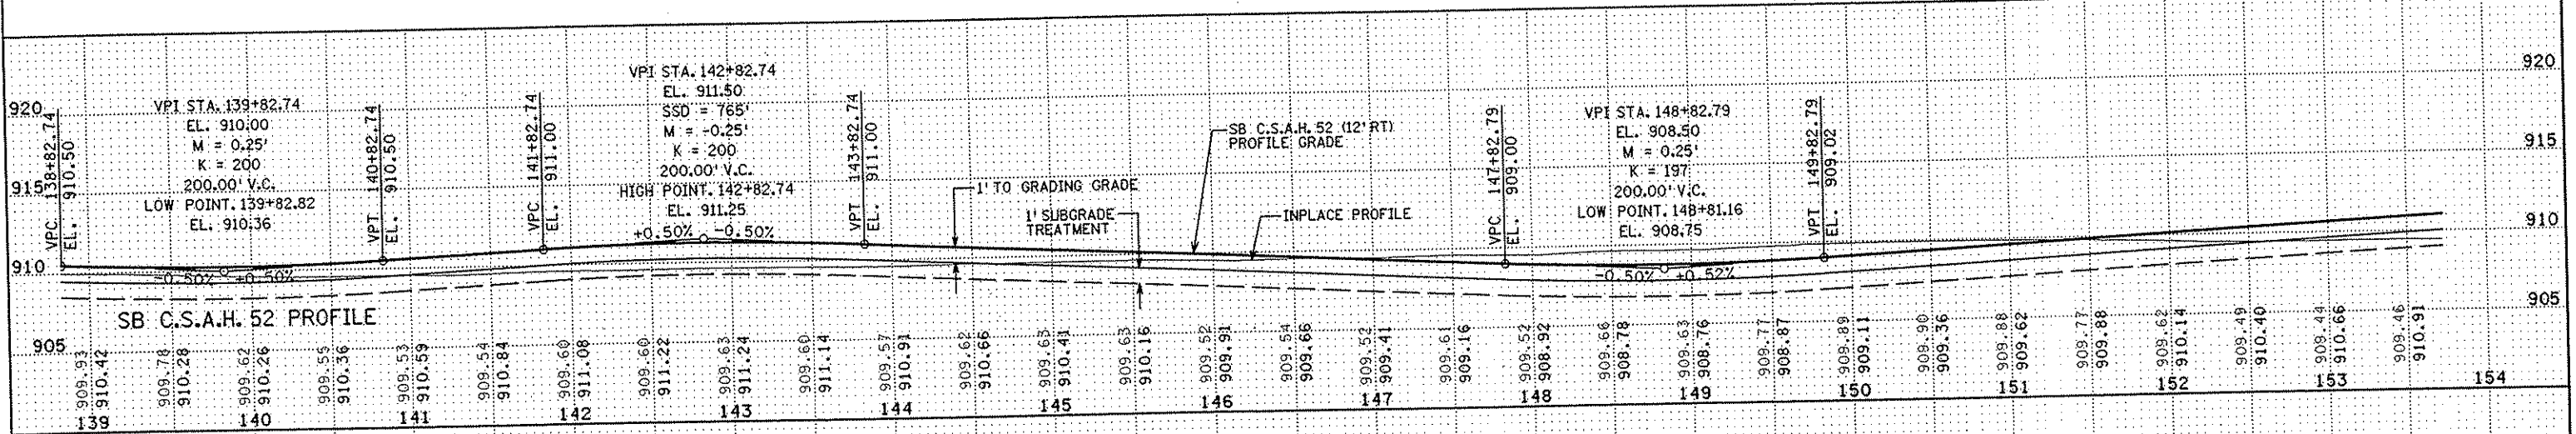 920
915
910
905
VPC 138+82.74
EL. 910.50
VPI STA. 139+82.74
EL. 910.00
M = 0.25'
K = 200
200.00' V.C.
LOW POINT. 139+82.82
EL. 910.36
-0.50% +0.50%
VPT 140+82.74
EL. 910.50
VPC 141+82.74
EL. 911.00
VPI STA. 142+82.74
EL. 911.50
SSD = 765'
M = -0.25'
K = 200
200.00' V.C.
HIGH POINT. 142+82.74
EL. 911.25
+0.50% -0.50%
VPT 143+82.74
EL. 911.00
1' TO GRADING GRADE
1' SUBGRADE
TREATMENT
SB C.S.A.H. 52 (12' RT)
PROFILE GRADE
INPLACE PROFILE
VPC 147+82.79
EL. 909.00
VPI STA. 148+82.79
EL. 908.50
M = 0.25'
K = 197
200.00' V.C.
LOW POINT. 148+81.16
EL. 908.75
-0.50% +0.52%
VPT 149+82.79
EL. 909.02
920
915
910
905
SB C.S.A.H. 52 PROFILE
909.93
910.42
909.78
910.28
909.62
910.26
909.55
910.36
909.53
910.59
909.54
910.84
909.60
911.08
909.60
911.22
909.63
911.24
909.60
911.14
909.57
910.91
909.62
910.66
909.63
910.41
909.63
910.16
909.52
909.91
909.54
909.66
909.52
909.41
909.61
909.16
909.52
908.92
909.66
908.78
909.63
908.76
909.77
908.87
909.89
909.11
909.90
909.36
909.88
909.62
909.77
909.88
909.62
910.14
909.49
910.40
909.44
910.66
909.46
910.91
139 140 141 142 143 144 145 146 147 148 149 150 151 152 153 154